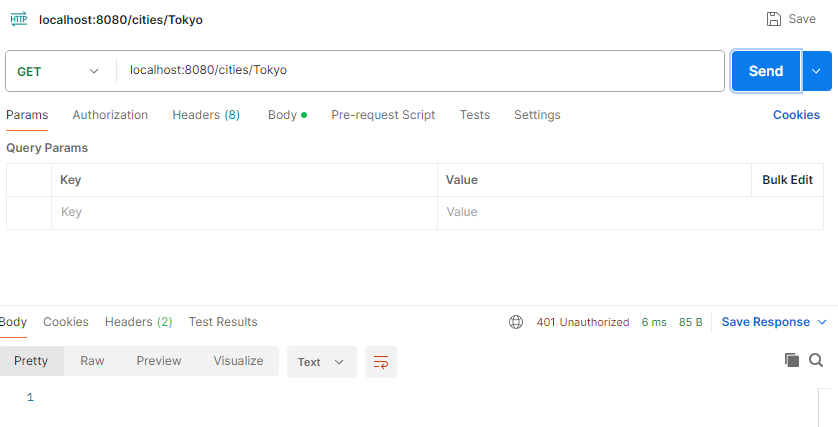 HTTP localhost:8080/cities/Tokyo Save
GET localhost:8080/cities/Tokyo Send
Params Authorization Headers (8) Body Pre-request Script Tests Settings Cookies
Query Params
Key Value Bulk Edit
Key Value
Body Cookies Headers (2) Test Results 401 Unauthorized 6 ms 85 B Save Response
Pretty Raw Preview Visualize Text
1